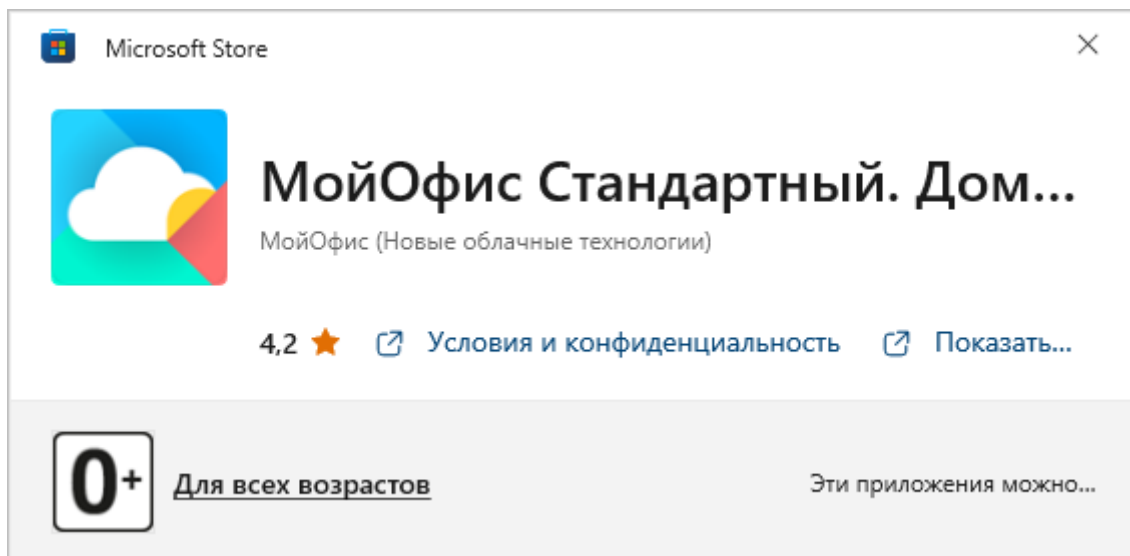 Microsoft Store
МойОфис Стандартный. Дом...
МойОфис (Новые облачные технологии)
4,2 Условия и конфиденциальность Показать...
0+ Для всех возрастов Эти приложения можно...